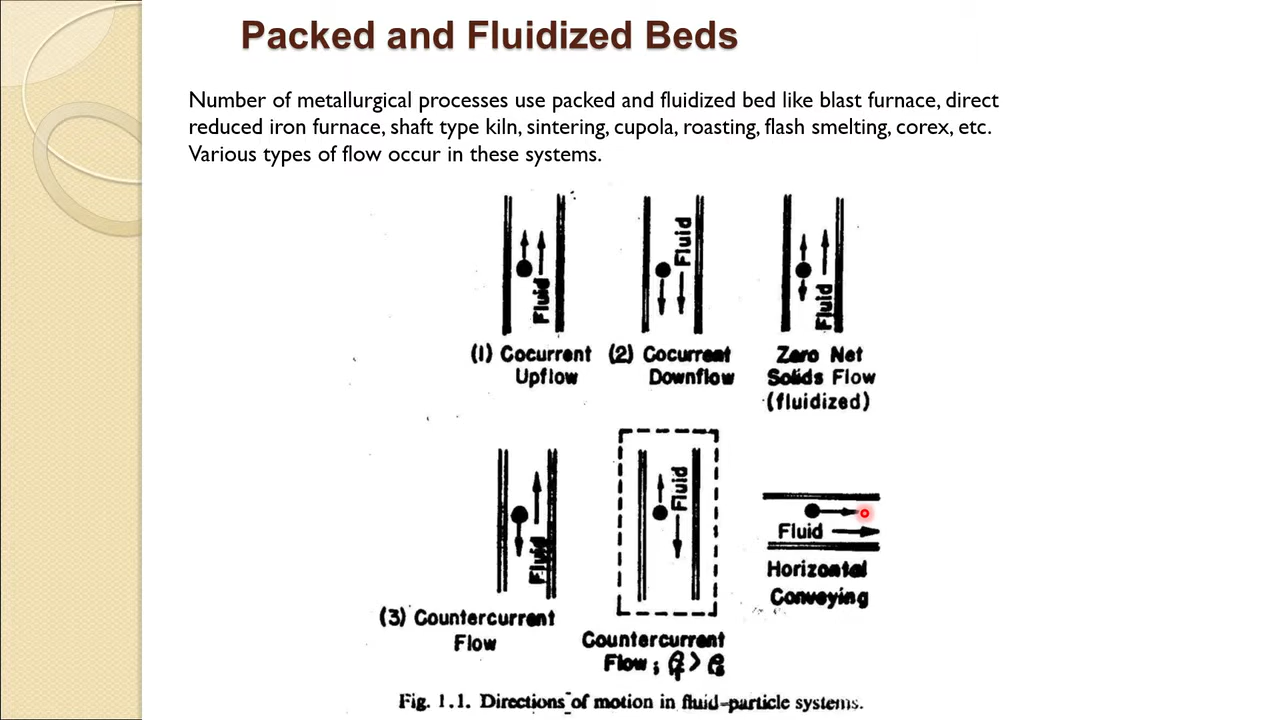 Packed and Fluidized Beds
Number of metallurgical processes use packed and fluidized bed like blast furnace, direct
reduced iron furnace, shaft type kiln, sintering, cupola, roasting, flash smelting, corex, etc.
Various types of flow occur in these systems.
Fluid
Fluid
Fluid
(1) Cocurrent
Upflow
(2) Cocurrent
Downflow
Zero Net
Solids Flow
(fluidized)
Fluid
Fluid
Fluid
(3) Countercurrent
Flow
Countercurrent
Flow; ρf > ρs
Horizontal
Conveying
Fig. 1.1. Directions of motion in fluid-particle systems.